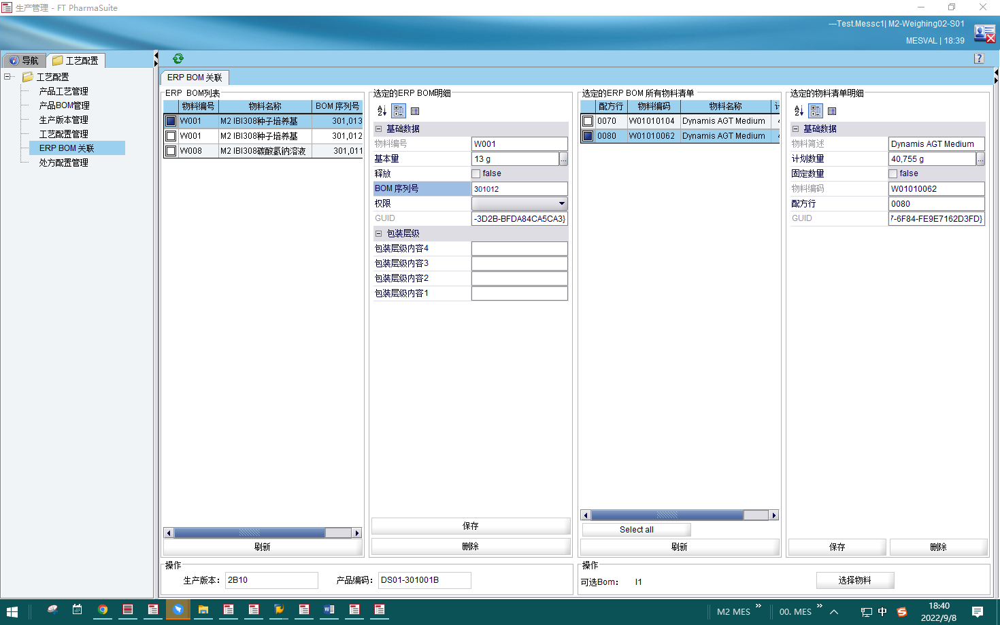 生产管理 - FT PharmaSuite
---Test.Messc1| M2-Weighing02-S01
MESVAL | 18:39
导航
工艺配置
?
工艺配置
产品工艺管理
产品BOM管理
生产版本管理
工艺配置管理
ERP BOM 关联
处方配置管理
ERP BOM 关联
ERP BOM列表
物料编号 物料名称 BOM 序列号
W001 M2 IBI308种子培养基 301,013
W001 M2 IBI308种子培养基 301,012
W008 M2 IBI308碳酸氢钠溶液 301,011
刷新
选定的ERP BOM明细
基础数据
物料编号 W001
基本量 13 g ...
释放 false
BOM 序列号 301012
权限
GUID -3D2B-BFDA84CA5CA3}
包装层级
包装层级内容4
包装层级内容3
包装层级内容2
包装层级内容1
保存
删除
选定的ERP BOM 所有物料清单
配方行 物料编码 物料名称
0070 W01010104 Dynamis AGT Medium
0080 W01010062 Dynamis AGT Medium
Select all
刷新
选定的物料清单明细
基础数据
物料简述 Dynamis AGT Medium
计划数量 40,755 g ...
固定数量 false
物料编码 W01010062
配方行 0080
GUID 7-6F84-FE9E7162D3FD}
保存 删除
操作
生产版本： 2B10 产品编码： DS01-301001B
操作
可选Bom： I1 选择物料
M2 MES » 00. MES » 中 18:40
2022/9/8